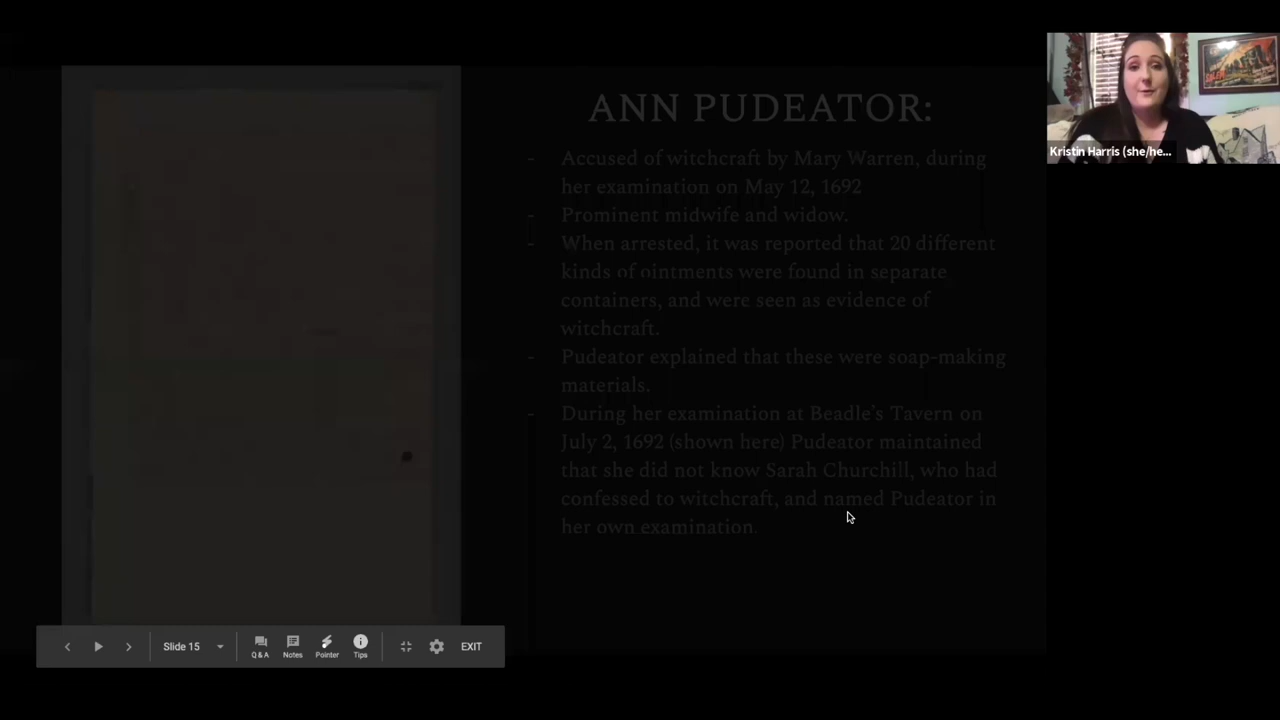 ANN PUDEATOR:
- Accused of witchcraft by Mary Warren, during
her examination on May 12, 1692
- Prominent midwife and widow.
- When arrested, it was reported that 20 different
kinds of ointments were found in separate
containers, and were seen as evidence of
witchcraft.
- Pudeator explained that these were soap-making
materials.
- During her examination at Beadle's Tavern on
July 2, 1692 (shown here) Pudeator maintained
that she did not know Sarah Churchill, who had
confessed to witchcraft, and named Pudeator in
her own examination.
Kristin Harris (she/he...
Slide 15
Q & A
Notes
Pointer
Tips
EXIT